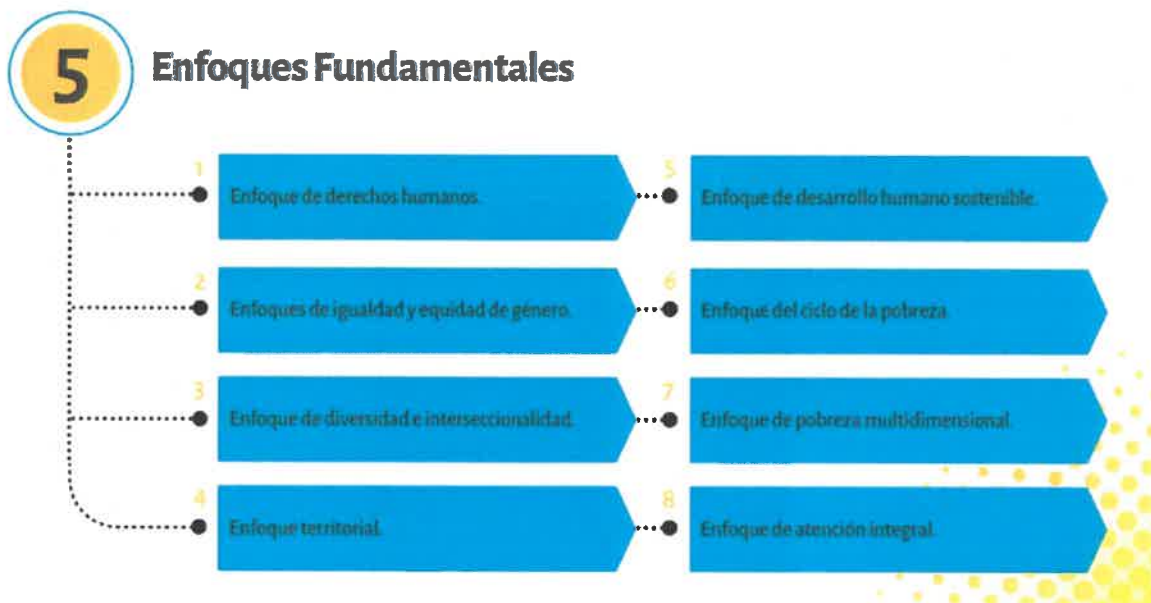 5
Enfoques Fundamentales
1
Enfoque de derechos humanos.
2
Enfoques de igualdad y equidad de género.
3
Enfoque de diversidad e interseccionalidad.
4
Enfoque territorial.
5
Enfoque de desarrollo humano sostenible.
6
Enfoque del ciclo de la pobreza.
7
Enfoque de pobreza multidimensional.
8
Enfoque de atención integral.